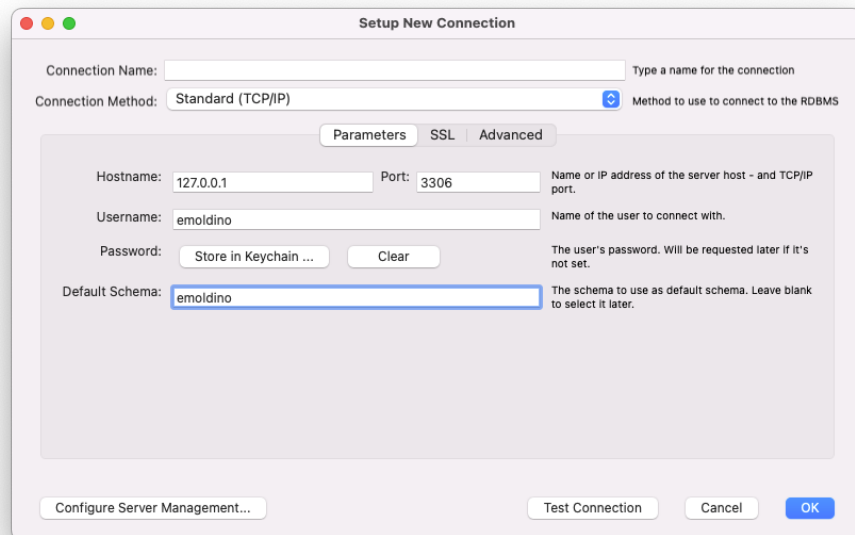 Setup New Connection
Connection Name:
Type a name for the connection
Connection Method:
Standard (TCP/IP)
Method to use to connect to the RDBMS
Parameters
SSL
Advanced
Hostname:
127.0.0.1
Port:
3306
Name or IP address of the server host - and TCP/IP
port.
Username:
emoldino
Name of the user to connect with.
Password:
Store in Keychain ...
Clear
The user's password. Will be requested later if it's
not set.
Default Schema:
emoldino
The schema to use as default schema. Leave blank
to select it later.
Configure Server Management...
Test Connection
Cancel
OK